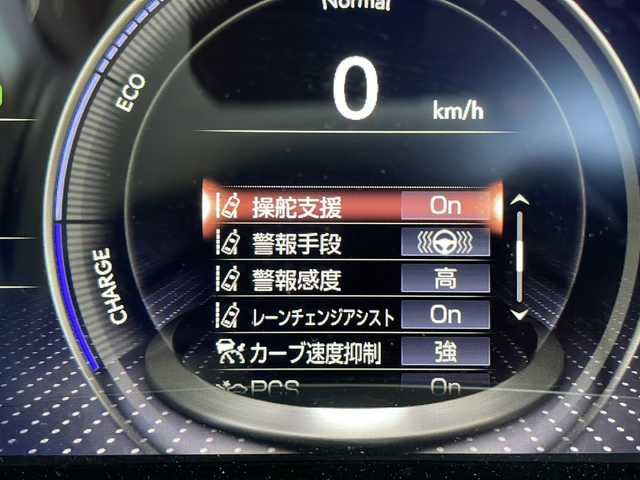 Normal
ECO
0
km/h
操舵支援 On
警報手段
CHARGE
警報感度 高
レーンチェンジアシスト On
カーブ速度抑制 強
PCS On